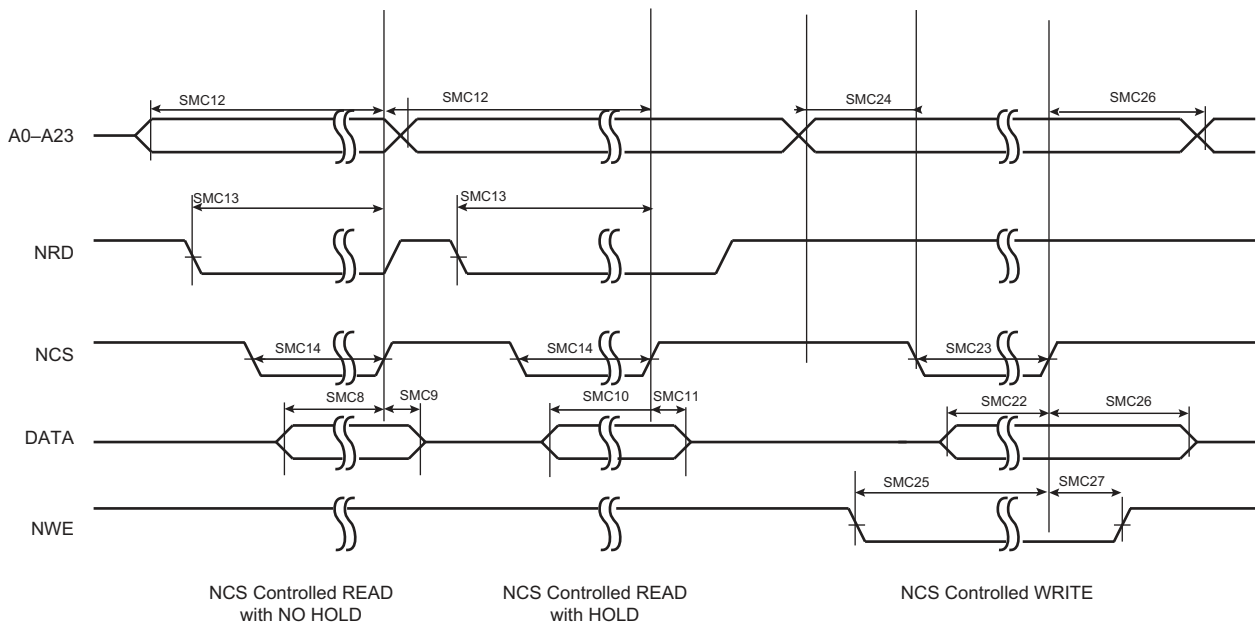 SMC12
SMC12
SMC24
SMC26
A0–A23
SMC13
SMC13
NRD
NCS
SMC14
SMC14
SMC23
SMC8
SMC9
SMC10
SMC11
SMC22
SMC26
DATA
SMC25
SMC27
NWE
NCS Controlled READ
with NO HOLD
NCS Controlled READ
with HOLD
NCS Controlled WRITE